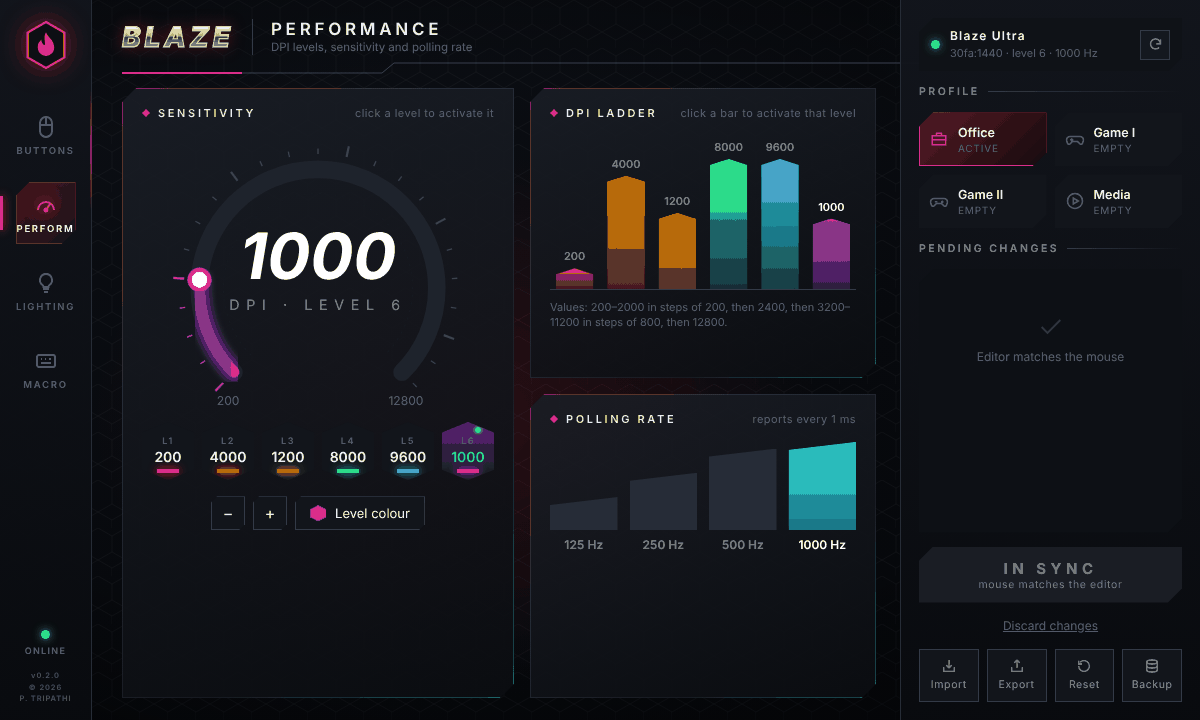 BUTTONS
PERFORM
LIGHTING
MACRO
ONLINE
v0.2.0
© 2026
P. TRIPATHI
BLAZE
PERFORMANCE
DPI levels, sensitivity and polling rate
SENSITIVITY
click a level to activate it
1000
DPI · LEVEL 6
200
12800
L1 L2 L3 L4 L5 L6
200 4000 1200 8000 9600 1000
− + Level colour
DPI LADDER
click a bar to activate that level
200 4000 1200 8000 9600 1000
Values: 200–2000 in steps of 200, then 2400, then 3200–
11200 in steps of 800, then 12800.
POLLING RATE
reports every 1 ms
125 Hz 250 Hz 500 Hz 1000 Hz
Blaze Ultra
30fa:1440 · level 6 · 1000 Hz
PROFILE
Office
ACTIVE
Game I
EMPTY
Game II
EMPTY
Media
EMPTY
PENDING CHANGES
Editor matches the mouse
IN SYNC
mouse matches the editor
Discard changes
Import Export Reset Backup